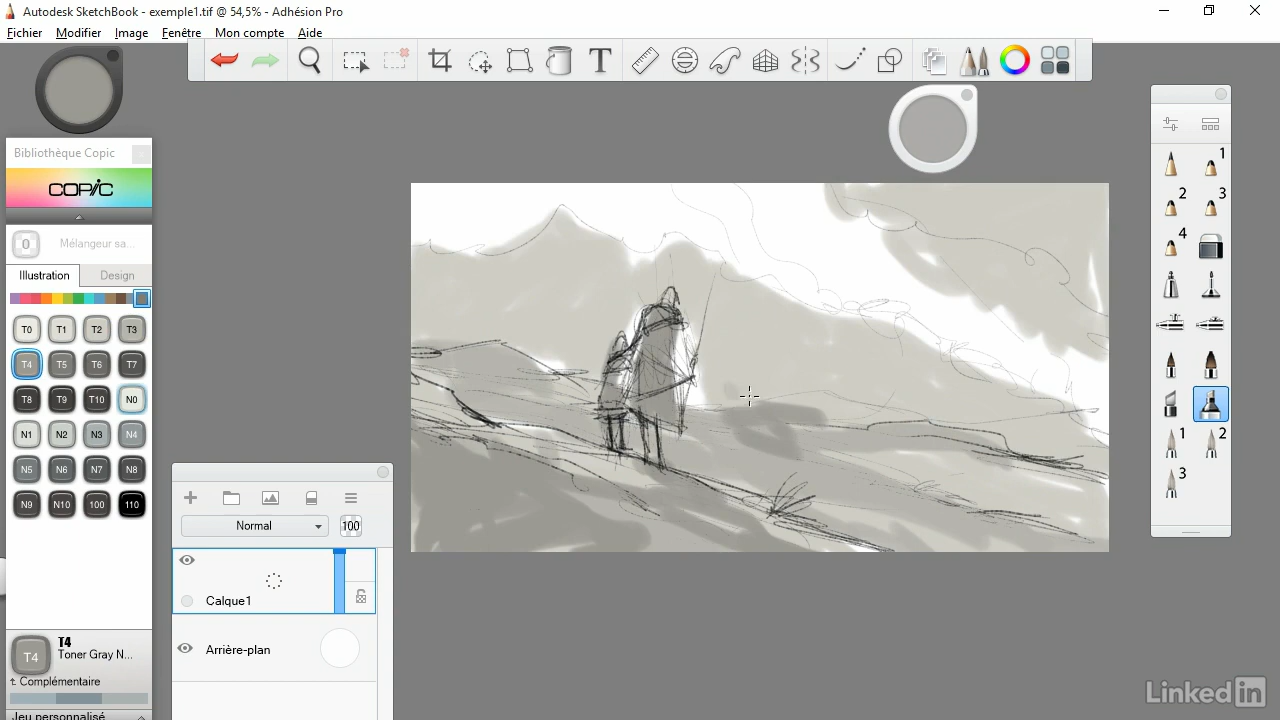 Autodesk SketchBook - exemple1.tif @ 54,5% - Adhésion Pro
Fichier Modifier Image Fenêtre Mon compte Aide
T
Bibliothèque Copic
COPIC
0 Mélangeur sa...
Illustration Design
T0 T1 T2 T3
T4 T5 T6 T7
T8 T9 T10 N0
N1 N2 N3 N4
N5 N6 N7 N8
N9 N10 100 110
T4
T4
Toner Gray N...
Complémentaire
Jeu personnalisé
Normal 100
Calque1
Arrière-plan
1
2 3
4
1 2
3
LinkedIn